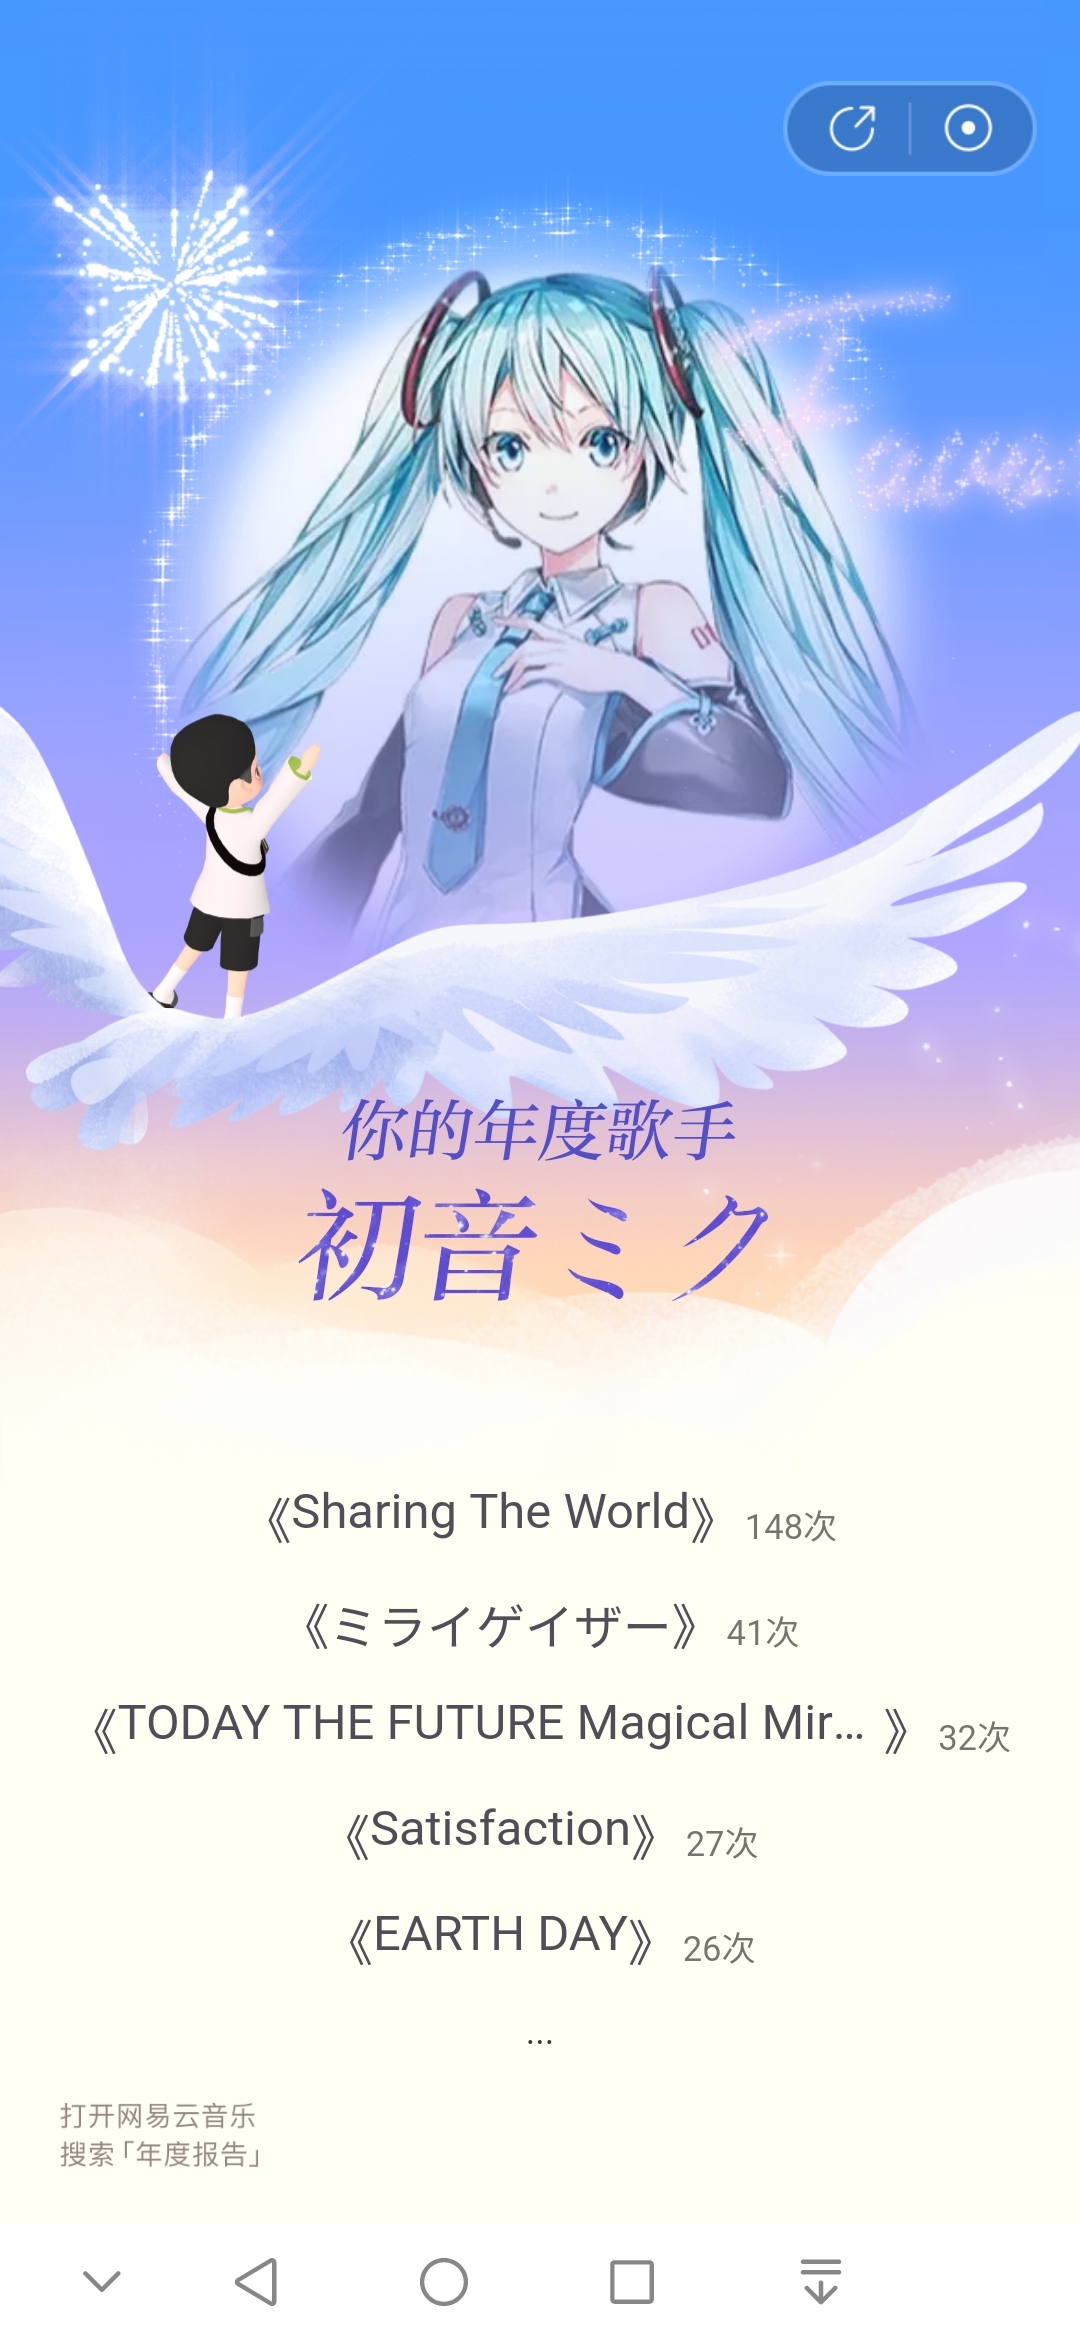 你的年度歌手
初音ミク
《Sharing The World》 148次
《ミライゲイザー》 41次
《TODAY THE FUTURE Magical Mir... 》 32次
《Satisfaction》 27次
《EARTH DAY》 26次
...
打开网易云音乐
搜索「年度报告」